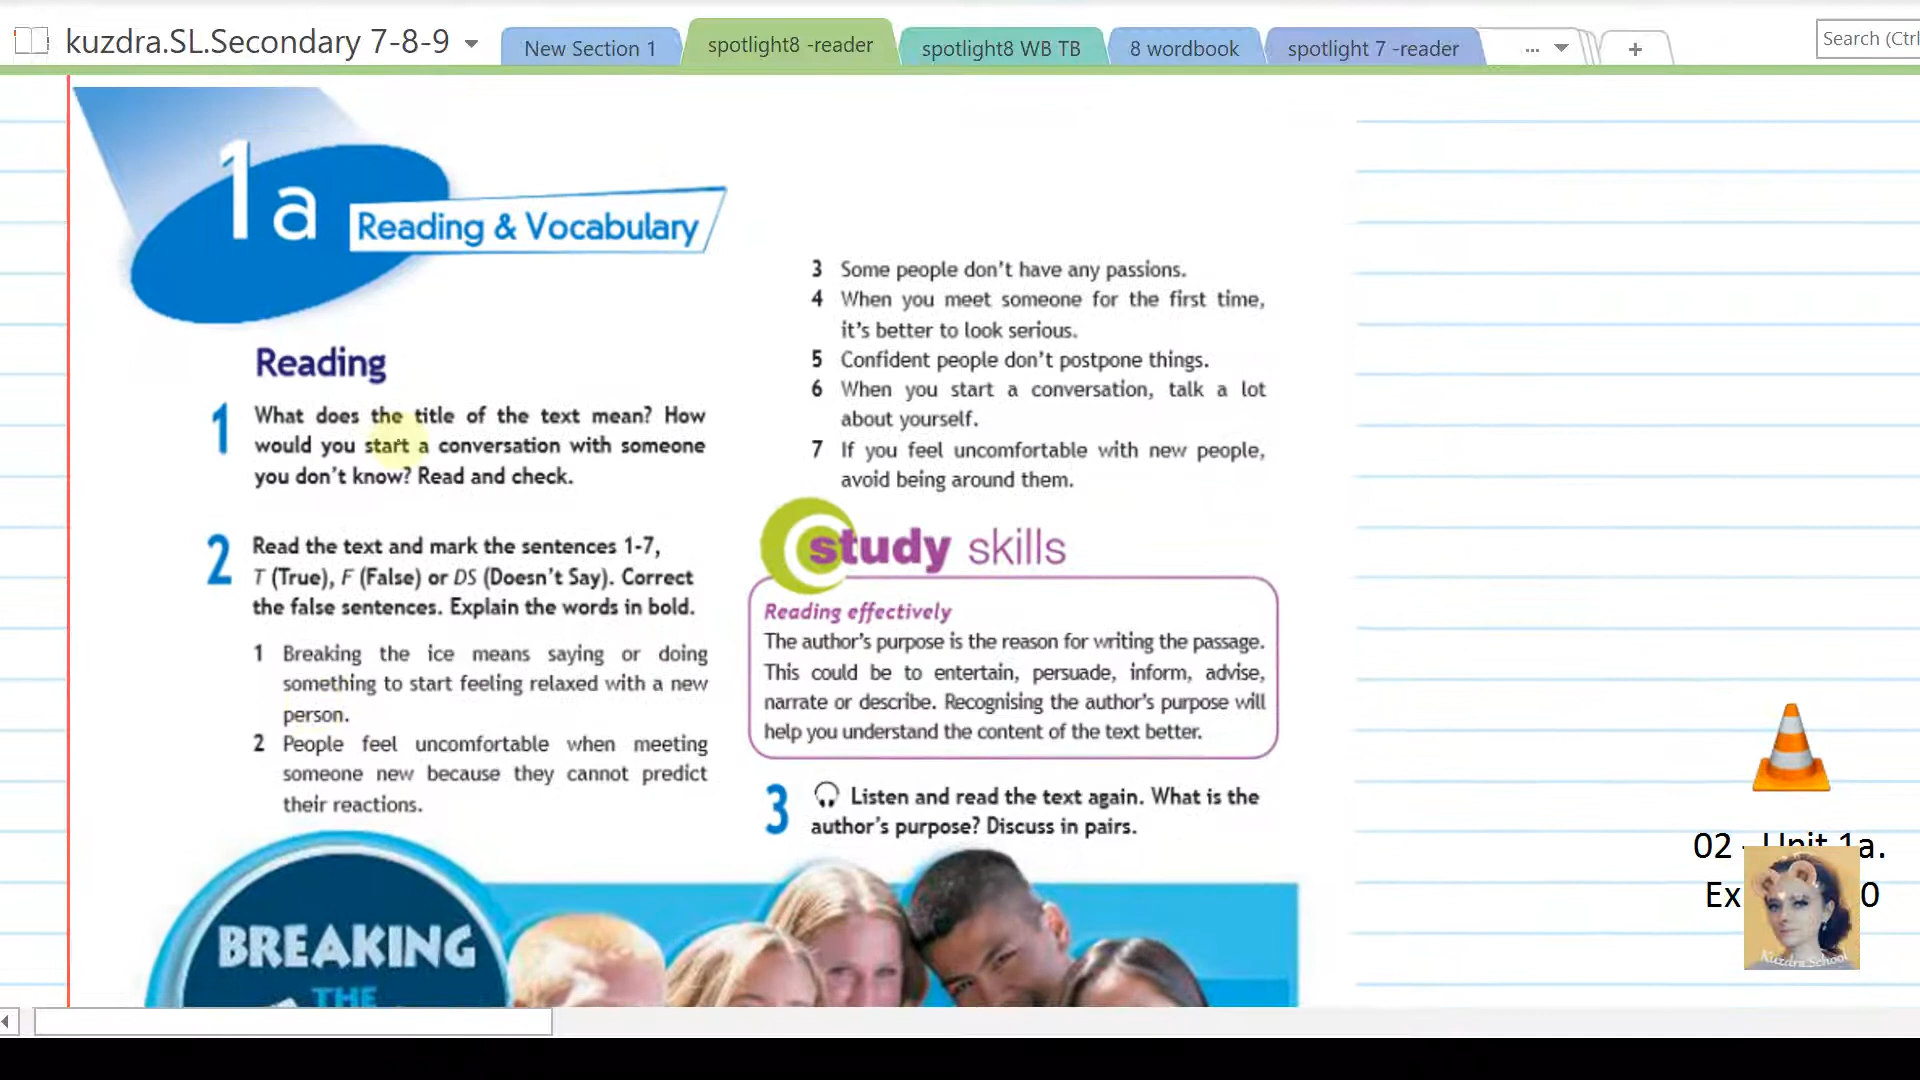 kuzdra.SL.Secondary 7-8-9
New Section 1
spotlight8 -reader
spotlight8 WB TB
8 wordbook
spotlight 7 -reader
...
+
Search (Ctrl
1a
Reading & Vocabulary
Reading
1 What does the title of the text mean? How
would you start a conversation with someone
you don't know? Read and check.
2 Read the text and mark the sentences 1-7,
T (True), F (False) or DS (Doesn't Say). Correct
the false sentences. Explain the words in bold.
1 Breaking the ice means saying or doing
something to start feeling relaxed with a new
person.
2 People feel uncomfortable when meeting
someone new because they cannot predict
their reactions.
3 Some people don't have any passions.
4 When you meet someone for the first time,
it's better to look serious.
5 Confident people don't postpone things.
6 When you start a conversation, talk a lot
about yourself.
7 If you feel uncomfortable with new people,
avoid being around them.
study skills
Reading effectively
The author's purpose is the reason for writing the passage.
This could be to entertain, persuade, inform, advise,
narrate or describe. Recognising the author's purpose will
help you understand the content of the text better.
3 Listen and read the text again. What is the
author's purpose? Discuss in pairs.
BREAKING
THE
02 - Unit 1a.
Ex 0
Kuzdra.School